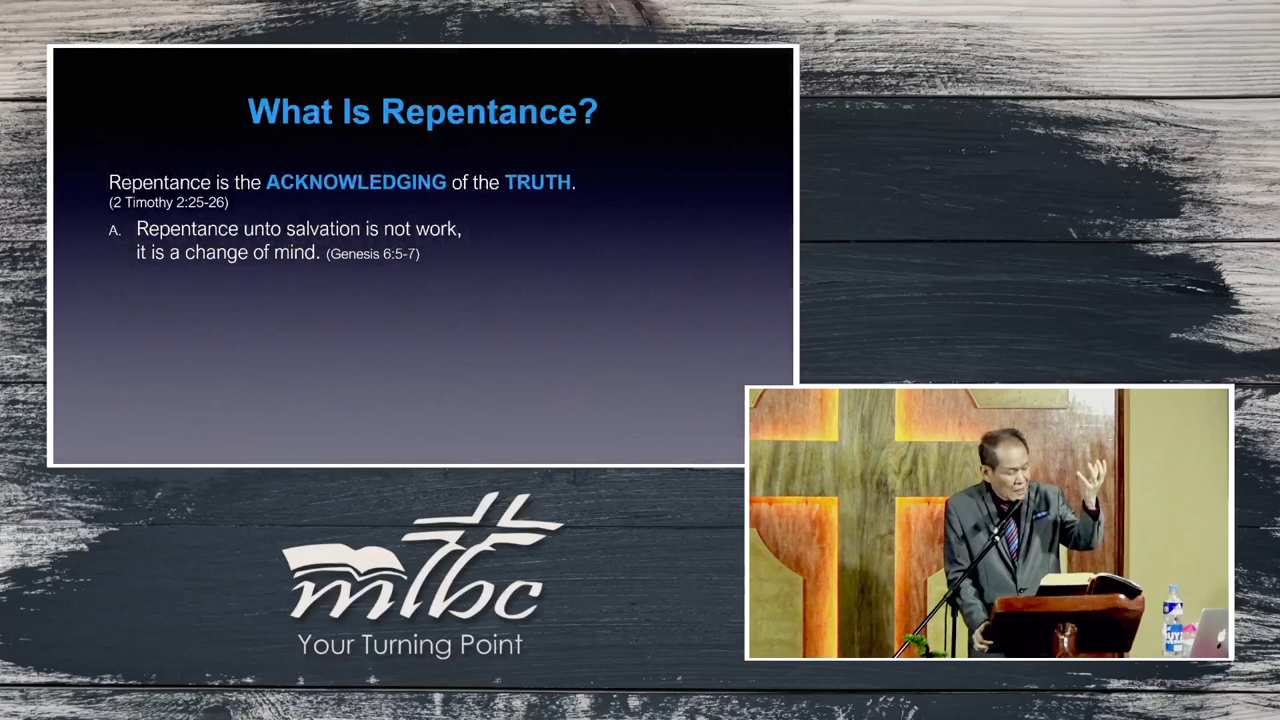 What Is Repentance?
Repentance is the ACKNOWLEDGING of the TRUTH.
(2 Timothy 2:25-26)
A. Repentance unto salvation is not work,
it is a change of mind. (Genesis 6:5-7)
mlbc
Your Turning Point